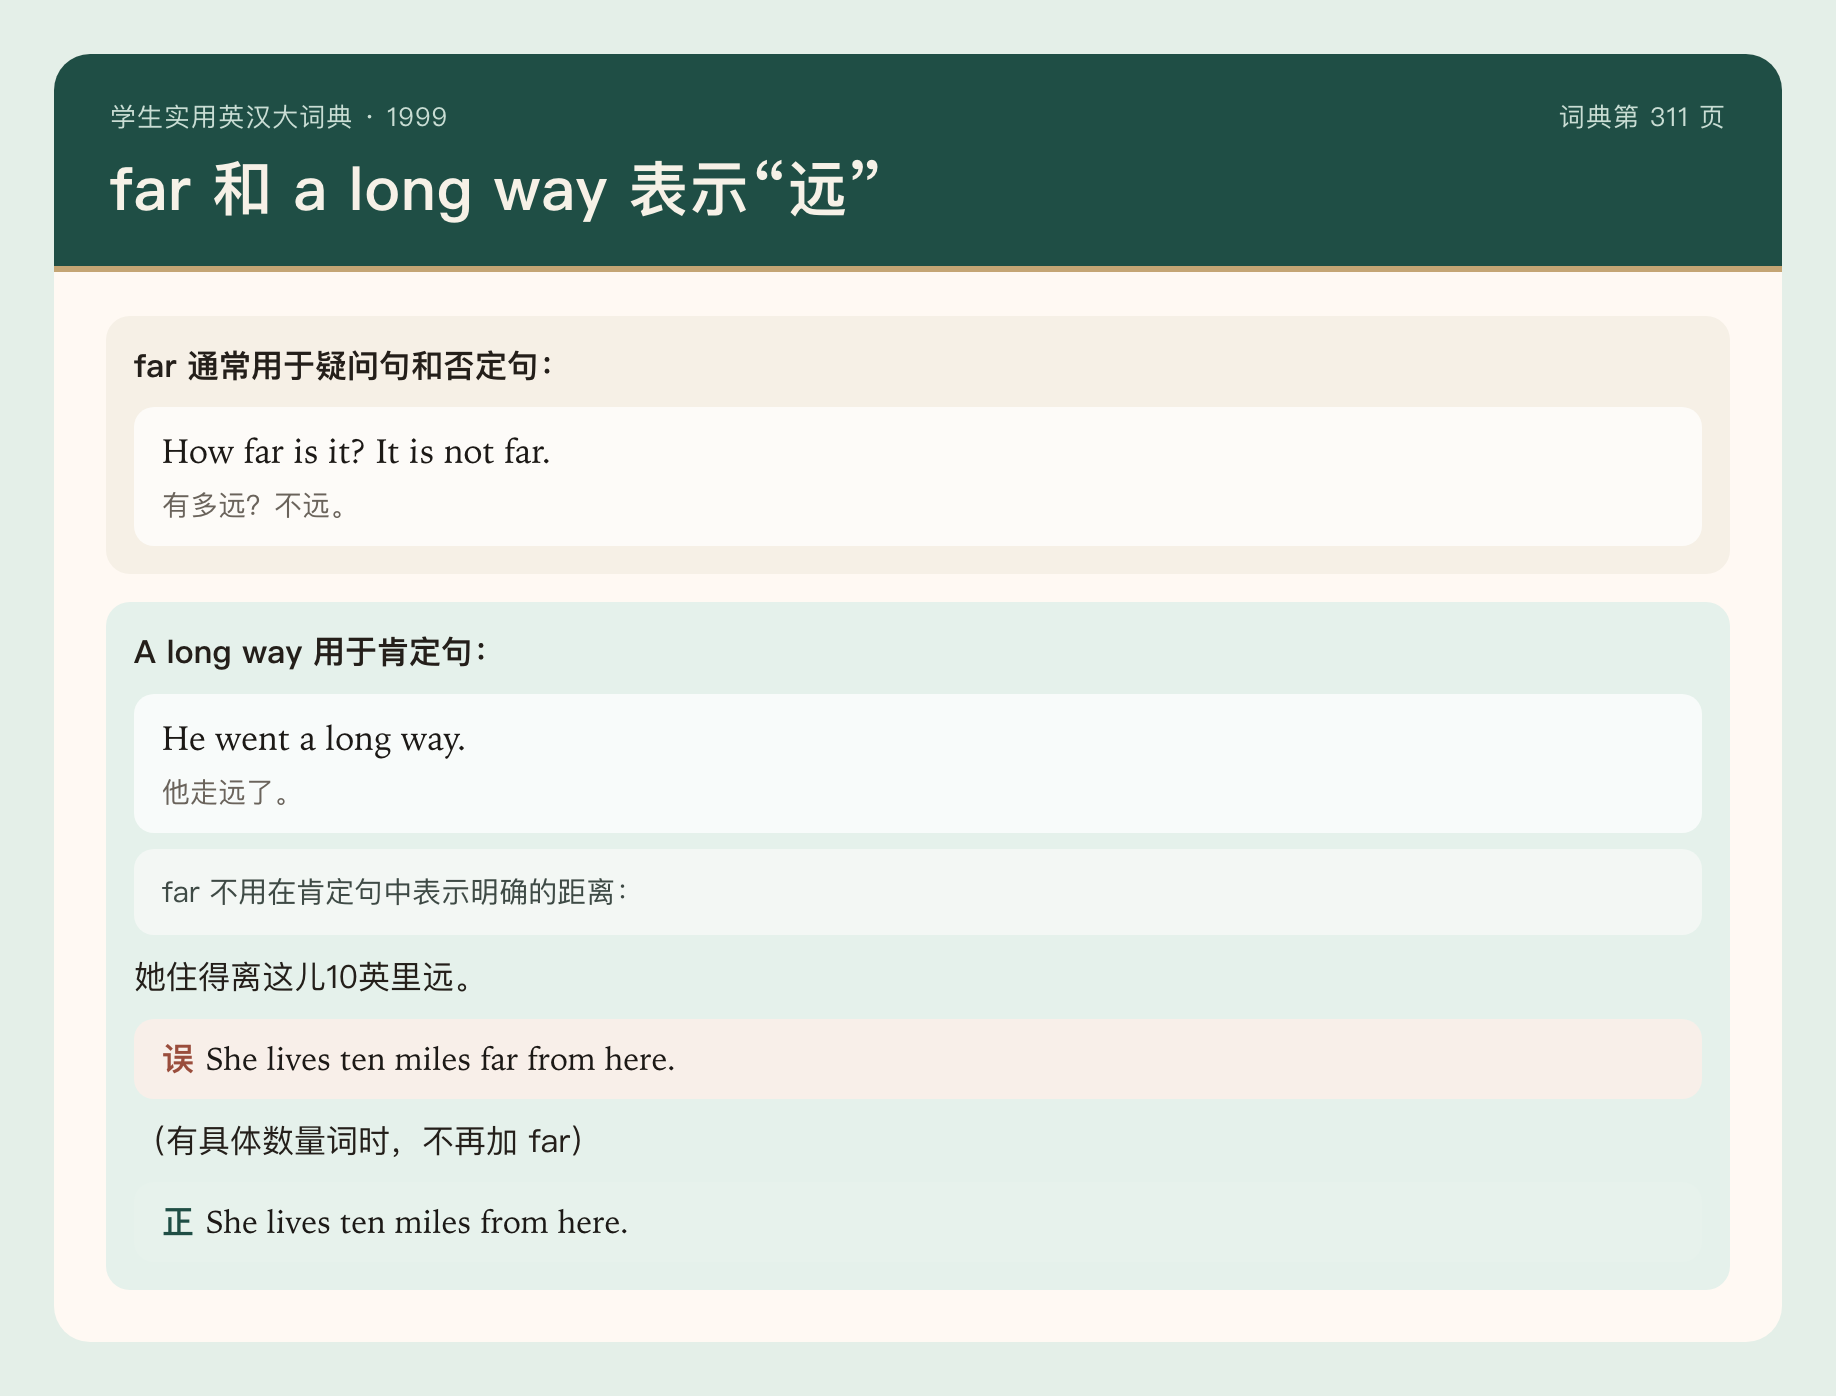 学生实用英汉大词典 · 1999
词典第 311 页
far 和 a long way 表示“远”
far 通常用于疑问句和否定句：
How far is it? It is not far.
有多远？不远。
A long way 用于肯定句：
He went a long way.
他走远了。
far 不用在肯定句中表示明确的距离：
她住得离这儿10英里远。
误 She lives ten miles far from here.
（有具体数量词时，不再加 far）
正 She lives ten miles from here.